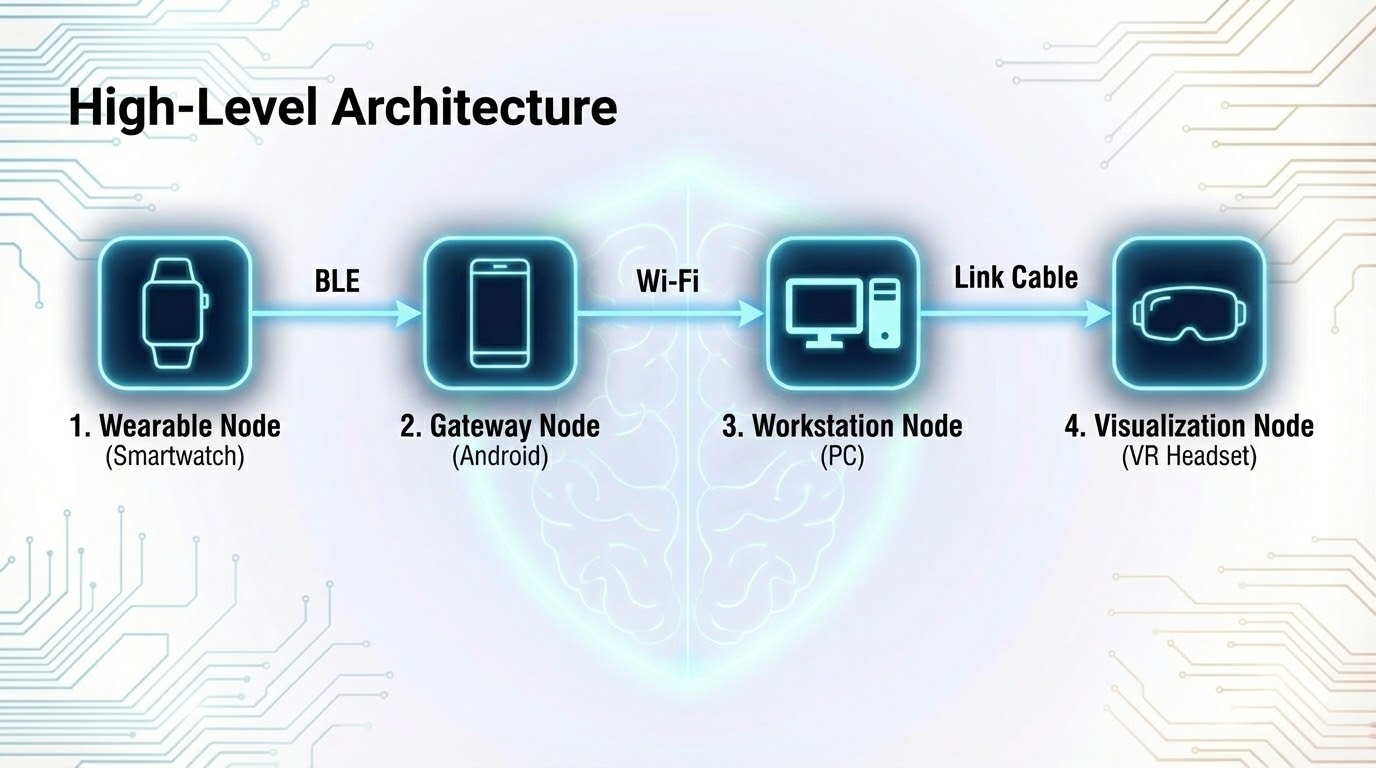 High-Level Architecture
BLE
Wi-Fi
Link Cable
1. Wearable Node
(Smartwatch)
2. Gateway Node
(Android)
3. Workstation Node
(PC)
4. Visualization Node
(VR Headset)